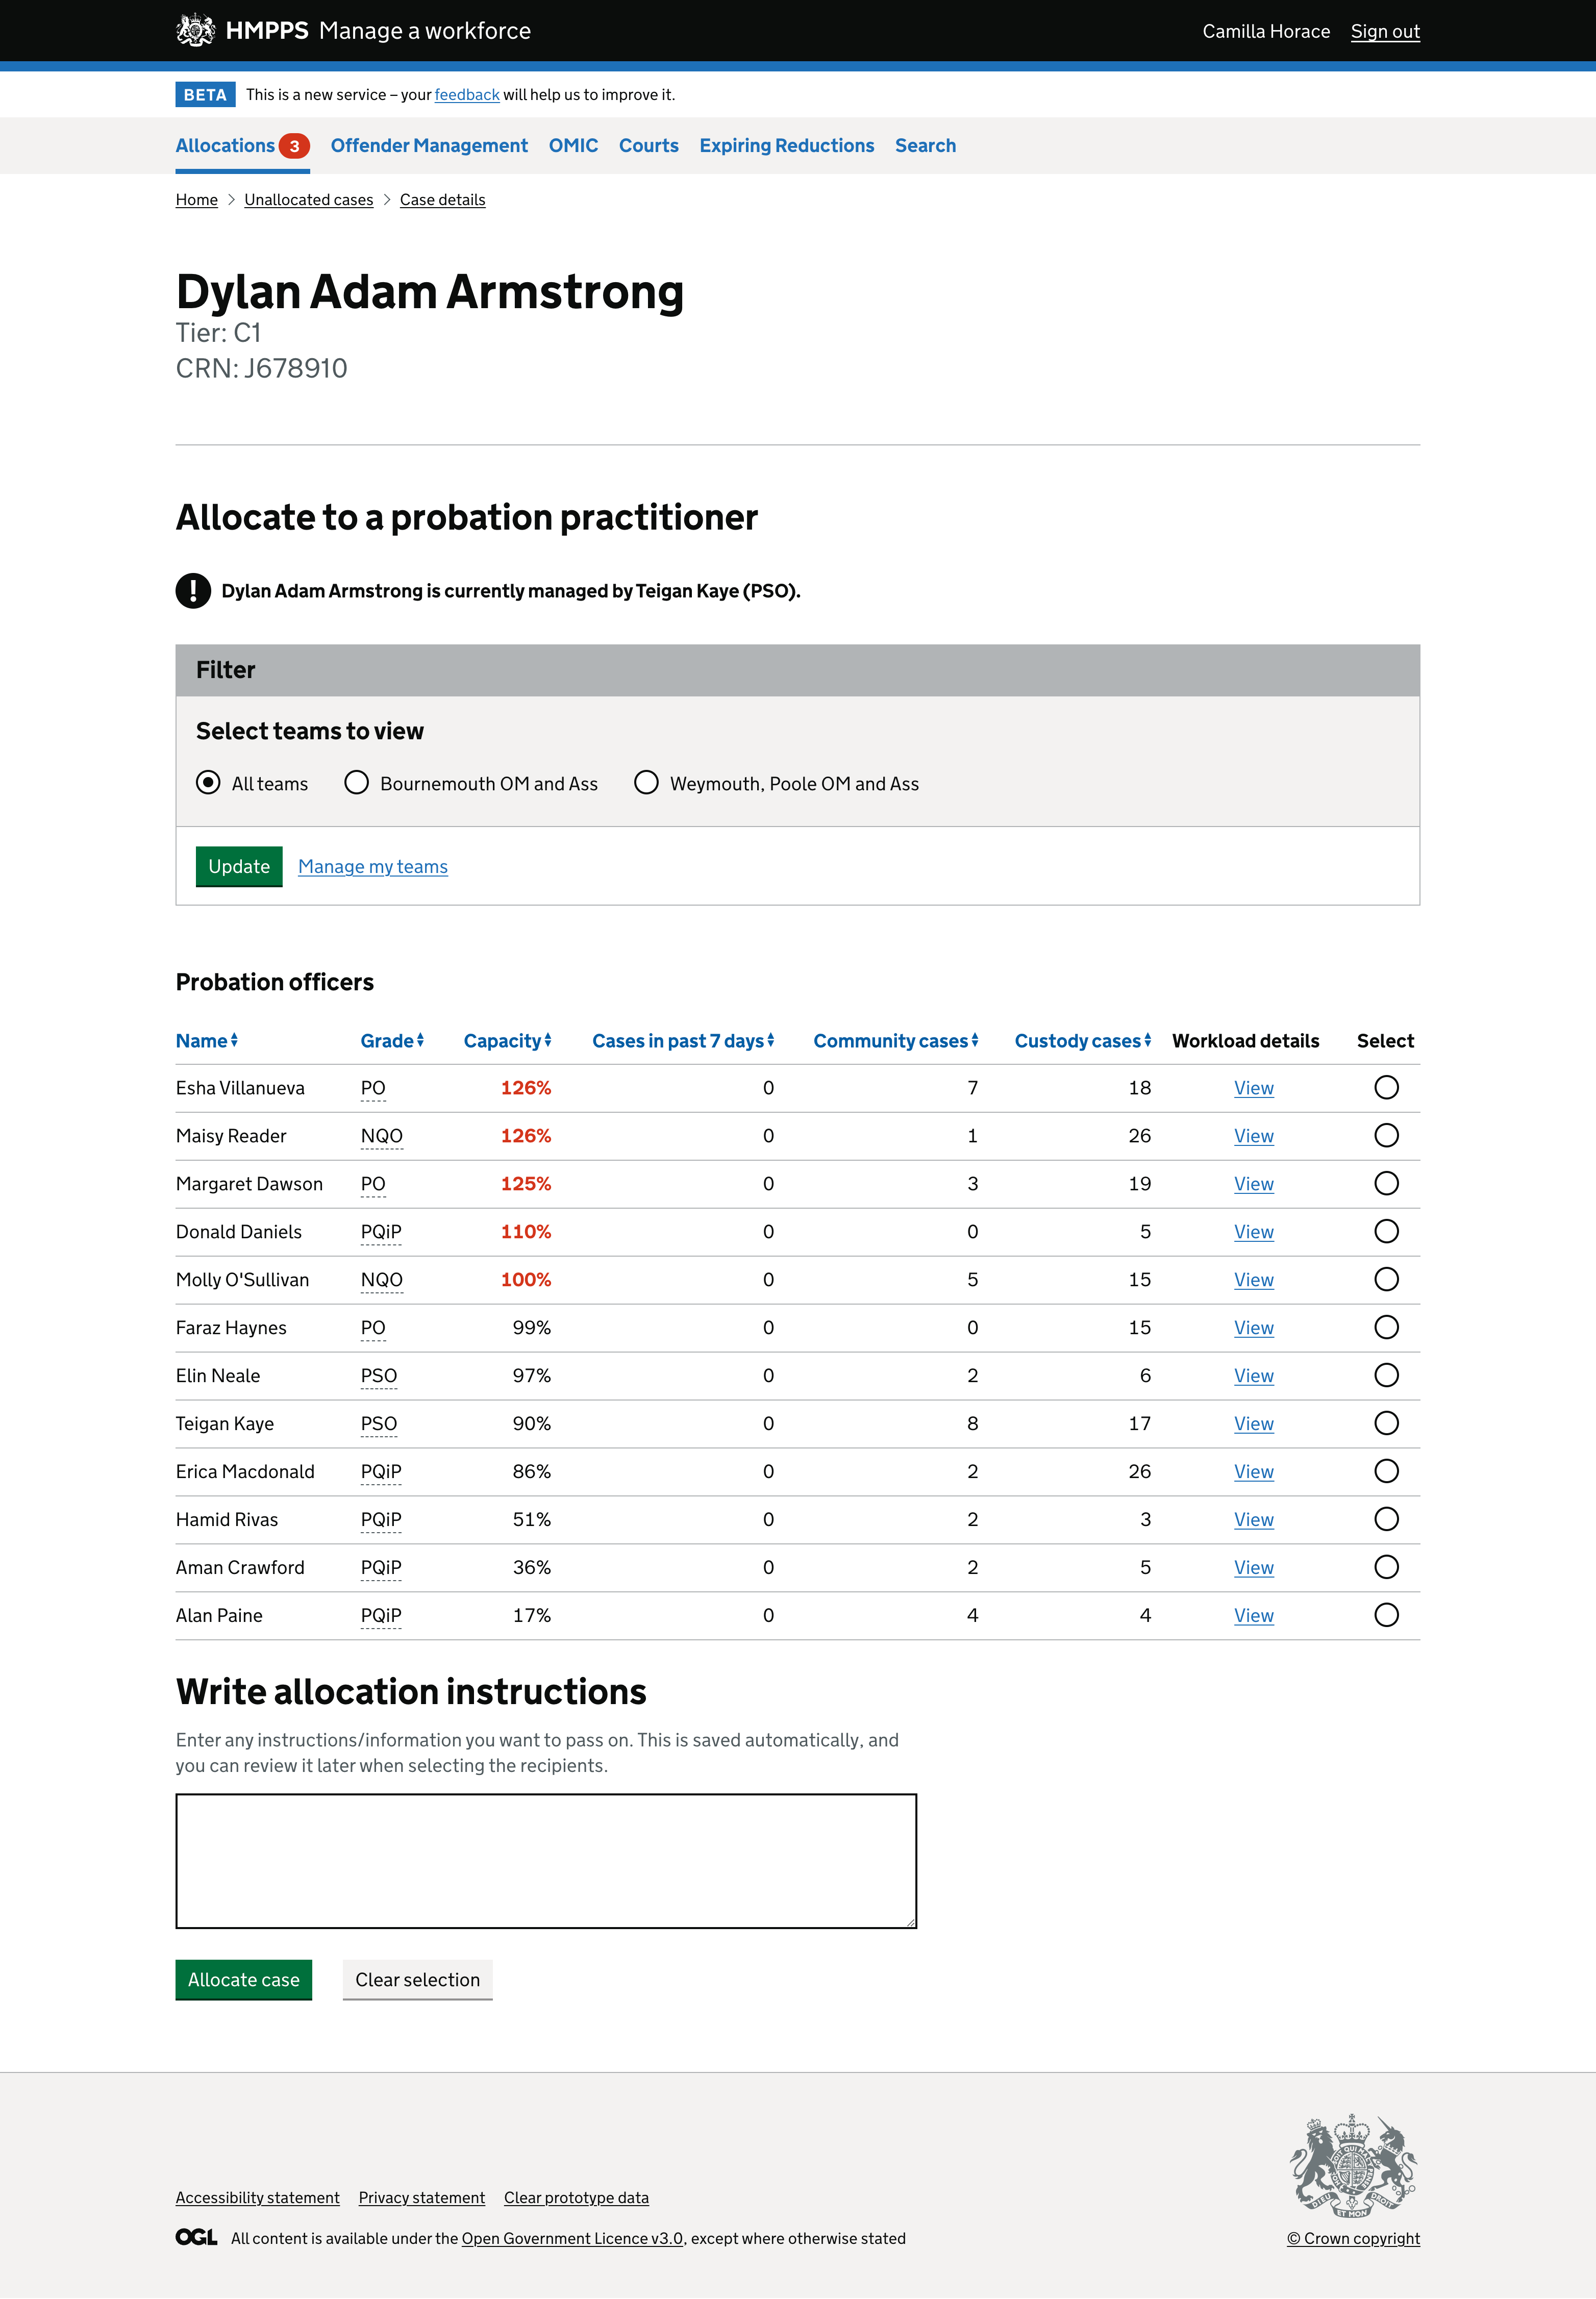 HMPPS Manage a workforce
Camilla Horace Sign out
BETA This is a new service – your feedback will help us to improve it.
Allocations 3 Offender Management OMIC Courts Expiring Reductions Search
Home Unallocated cases Case details
Dylan Adam Armstrong
Tier: C1
CRN: J678910
Allocate to a probation practitioner
! Dylan Adam Armstrong is currently managed by Teigan Kaye (PSO).
Filter
Select teams to view
All teams Bournemouth OM and Ass Weymouth, Poole OM and Ass
Update Manage my teams
Probation officers
Name Grade Capacity Cases in past 7 days Community cases Custody cases Workload details Select
Esha Villanueva PO 126% 0 7 18 View
Maisy Reader NQO 126% 0 1 26 View
Margaret Dawson PO 125% 0 3 19 View
Donald Daniels PQiP 110% 0 0 5 View
Molly O'Sullivan NQO 100% 0 5 15 View
Faraz Haynes PO 99% 0 0 15 View
Elin Neale PSO 97% 0 2 6 View
Teigan Kaye PSO 90% 0 8 17 View
Erica Macdonald PQiP 86% 0 2 26 View
Hamid Rivas PQiP 51% 0 2 3 View
Aman Crawford PQiP 36% 0 2 5 View
Alan Paine PQiP 17% 0 4 4 View
Write allocation instructions
Enter any instructions/information you want to pass on. This is saved automatically, and
you can review it later when selecting the recipients.
Allocate case Clear selection
DIEU ET MON DROIT
Accessibility statement Privacy statement Clear prototype data
OGL All content is available under the Open Government Licence v3.0, except where otherwise stated
© Crown copyright